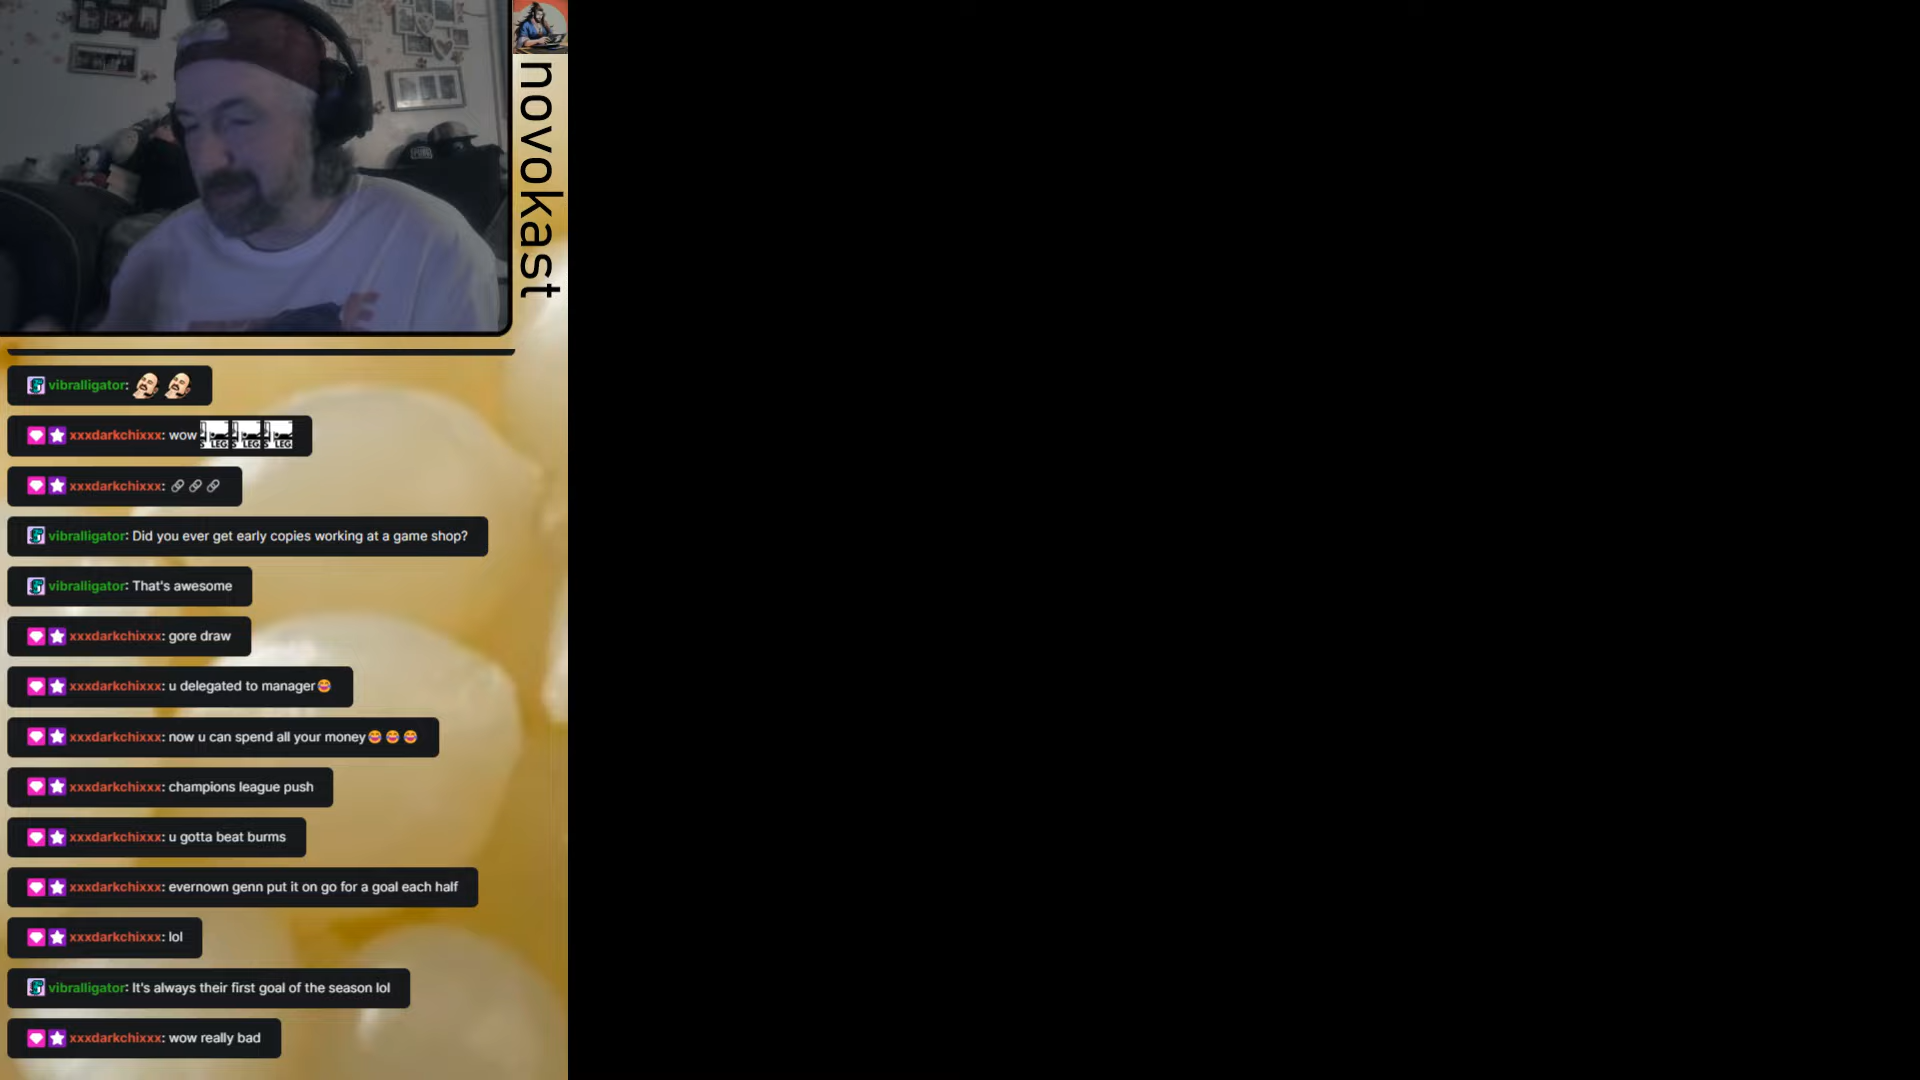 novokast
vibralligator:
xxxdarkchixxx: wow
xxxdarkchixxx:
vibralligator: Did you ever get early copies working at a game shop?
vibralligator: That's awesome
xxxdarkchixxx: gore draw
xxxdarkchixxx: u delegated to manager😆
xxxdarkchixxx: now u can spend all your money😆 😆 😆
xxxdarkchixxx: champions league push
xxxdarkchixxx: u gotta beat burms
xxxdarkchixxx: evernown genn put it on go for a goal each half
xxxdarkchixxx: lol
vibralligator: It's always their first goal of the season lol
xxxdarkchixxx: wow really bad